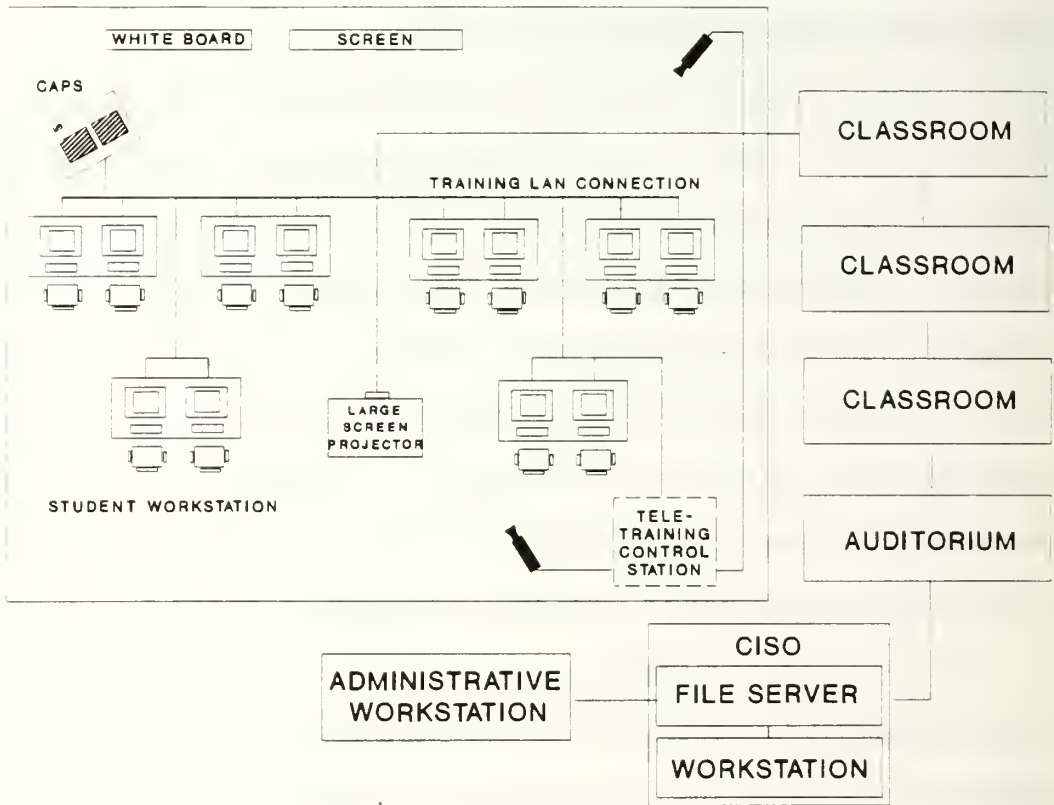 WHITE BOARD
SCREEN
CAPS
CLASSROOM
TRAINING LAN CONNECTION
CLASSROOM
LARGE
SCREEN
PROJECTOR
CLASSROOM
STUDENT WORKSTATION
TELE-
TRAINING
CONTROL
STATION
AUDITORIUM
CISO
ADMINISTRATIVE
WORKSTATION
FILE SERVER
WORKSTATION